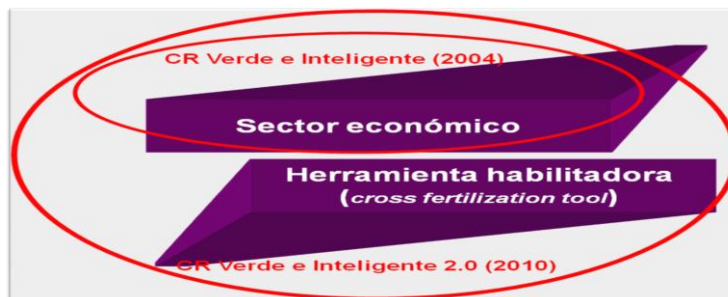 CR Verde e Inteligente (2004)
Sector económico
Herramienta habilitadora
(cross fertilization tool)
CR Verde e Inteligente 2.0 (2010)